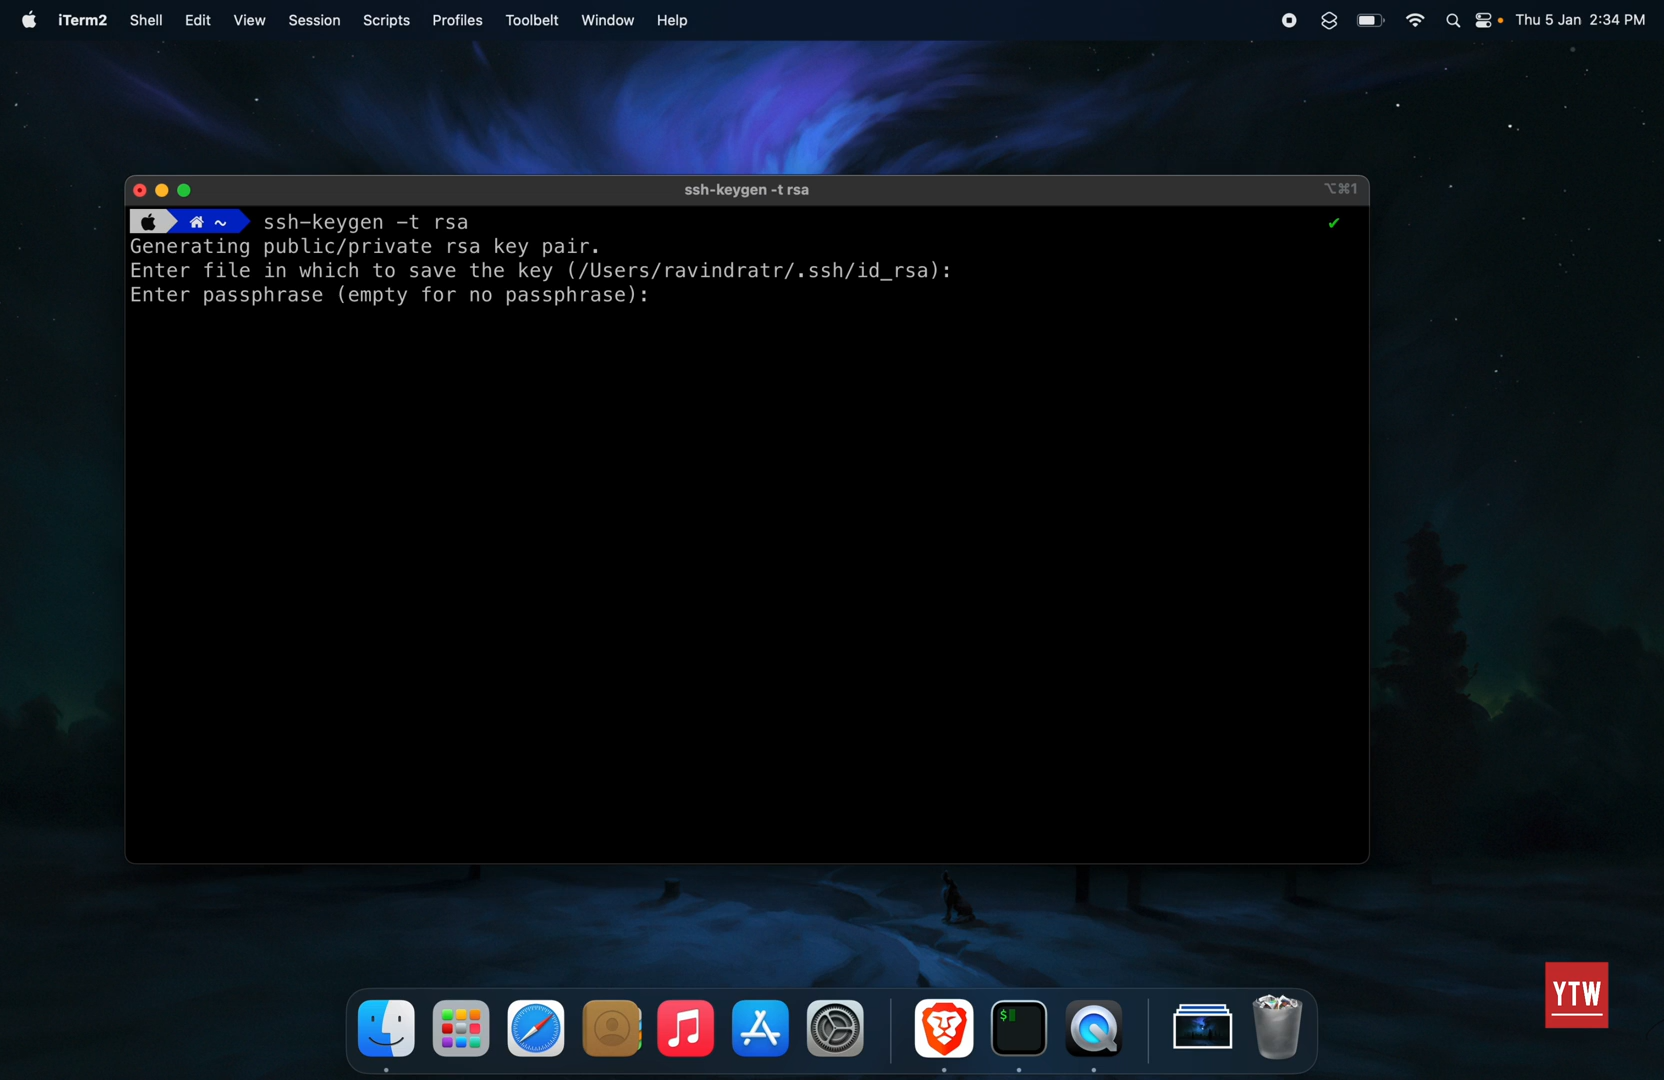 iTerm2 Shell Edit View Session Scripts Profiles Toolbelt Window Help Thu 5 Jan 2:34 PM
ssh-keygen -t rsa ⌥⌘1
~ ssh-keygen -t rsa ✔
Generating public/private rsa key pair.
Enter file in which to save the key (/Users/ravindratr/.ssh/id_rsa):
Enter passphrase (empty for no passphrase):
$
YTW